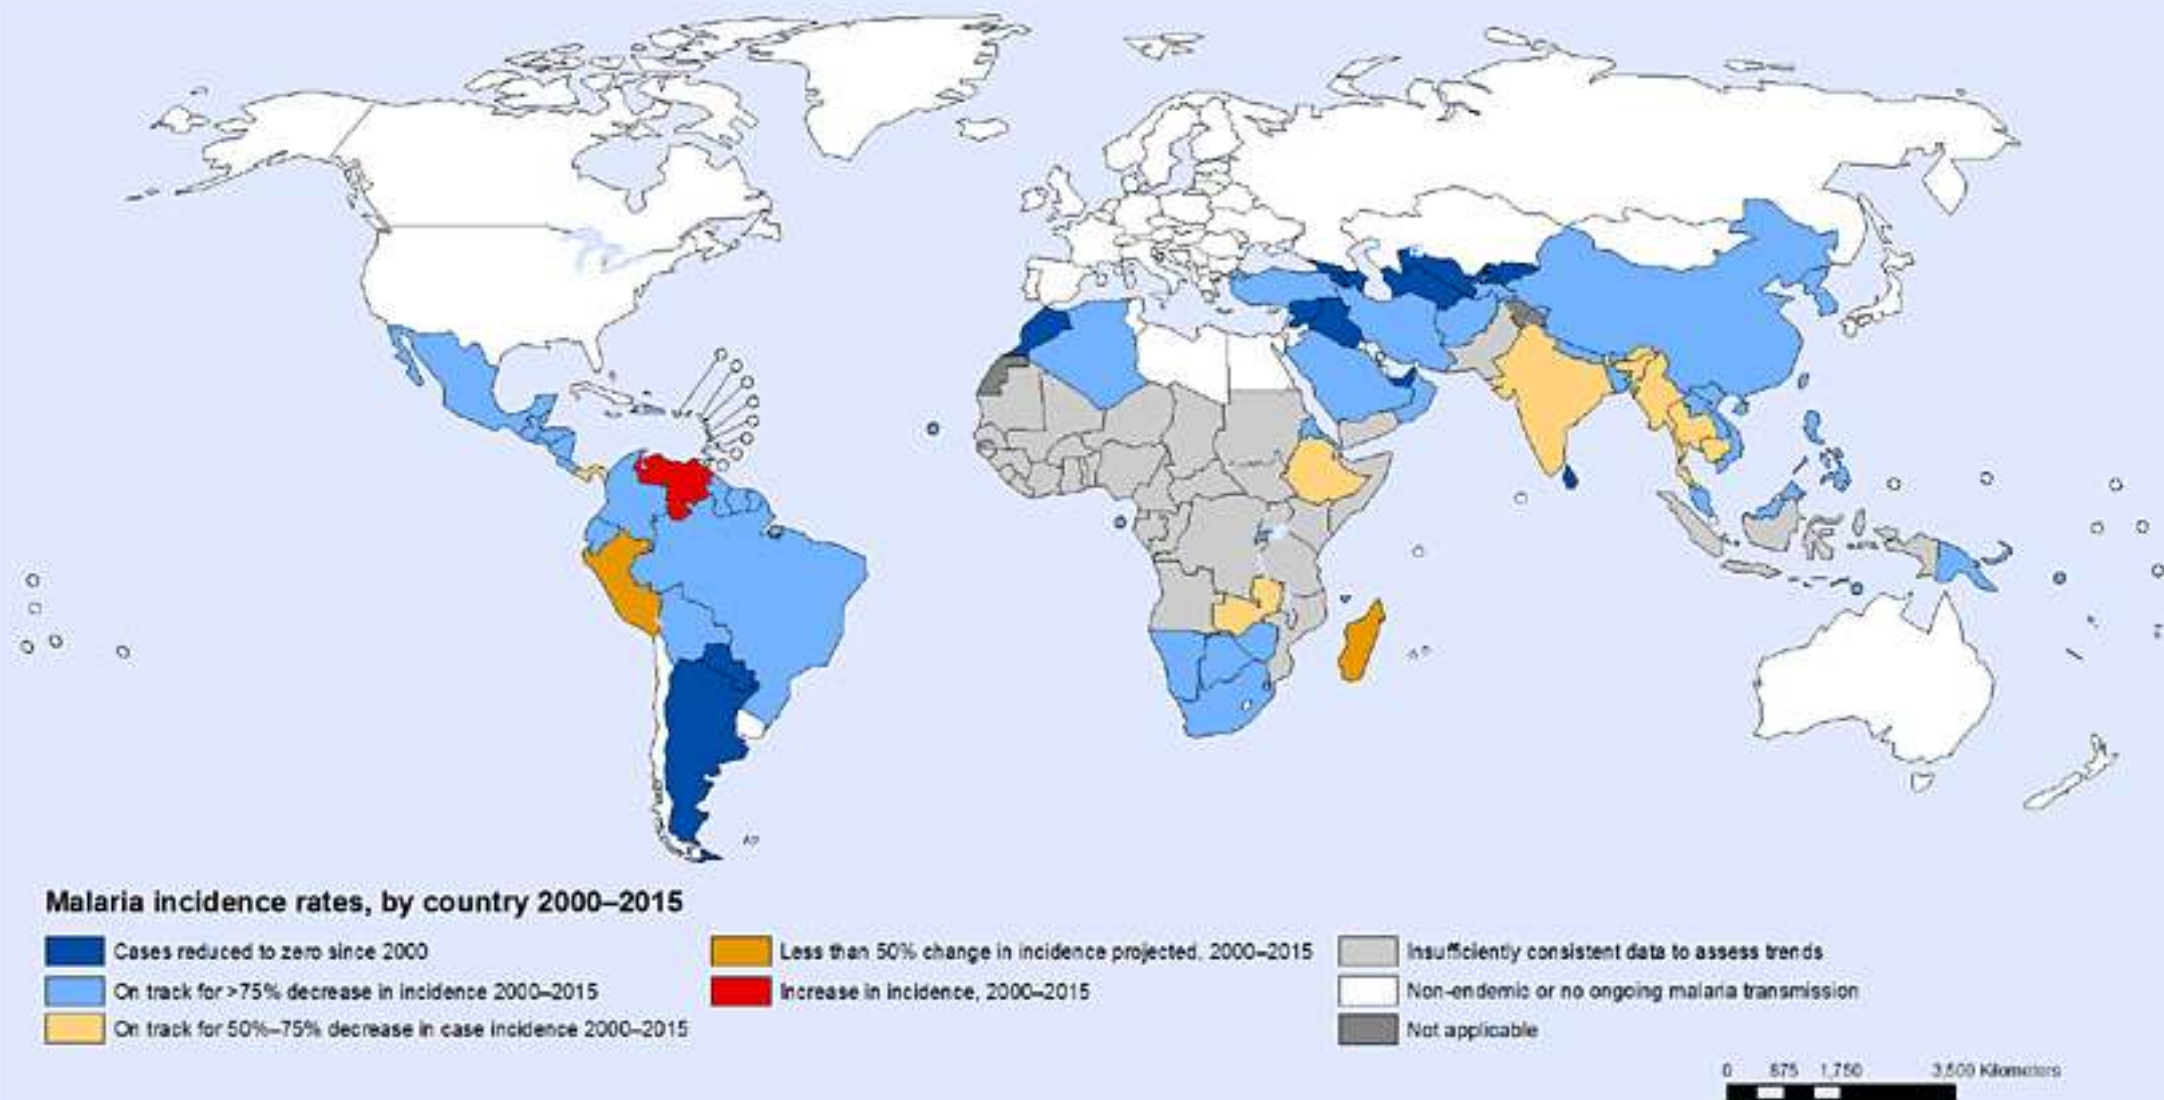 Malaria incidence rates, by country 2000–2015
Cases reduced to zero since 2000
On track for >75% decrease in incidence 2000–2015
On track for 50%–75% decrease in case incidence 2000–2015
Less than 50% change in incidence projected, 2000–2015
Increase in incidence, 2000–2015
Insufficiently consistent data to assess trends
Non-endemic or no ongoing malaria transmission
Not applicable
0 875 1,750 3,500 Kilometers